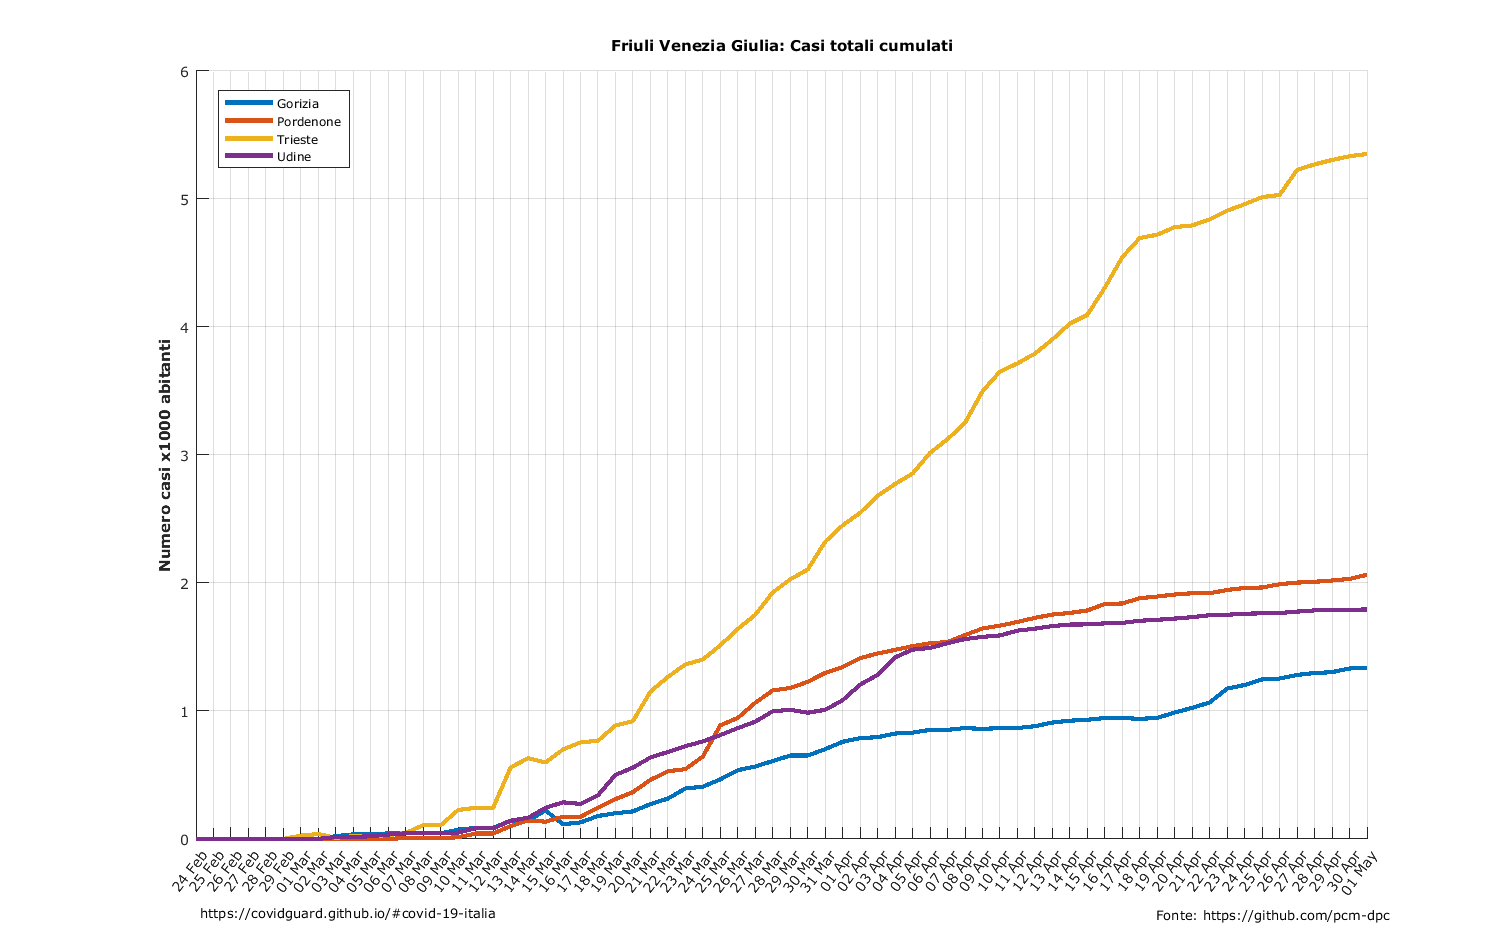 Friuli Venezia Giulia: Casi totali cumulati
6
5
4
3
2
1
0
Numero casi x1000 abitanti
Gorizia
Pordenone
Trieste
Udine
24 Feb
25 Feb
26 Feb
27 Feb
28 Feb
29 Feb
01 Mar
02 Mar
03 Mar
04 Mar
05 Mar
06 Mar
07 Mar
08 Mar
09 Mar
10 Mar
11 Mar
12 Mar
13 Mar
14 Mar
15 Mar
16 Mar
17 Mar
18 Mar
19 Mar
20 Mar
21 Mar
22 Mar
23 Mar
24 Mar
25 Mar
26 Mar
27 Mar
28 Mar
29 Mar
30 Mar
31 Mar
01 Apr
02 Apr
03 Apr
04 Apr
05 Apr
06 Apr
07 Apr
08 Apr
09 Apr
10 Apr
11 Apr
12 Apr
13 Apr
14 Apr
15 Apr
16 Apr
17 Apr
18 Apr
19 Apr
20 Apr
21 Apr
22 Apr
23 Apr
24 Apr
25 Apr
26 Apr
27 Apr
28 Apr
29 Apr
30 Apr
01 May
https://covidguard.github.io/#covid-19-italia
Fonte: https://github.com/pcm-dpc